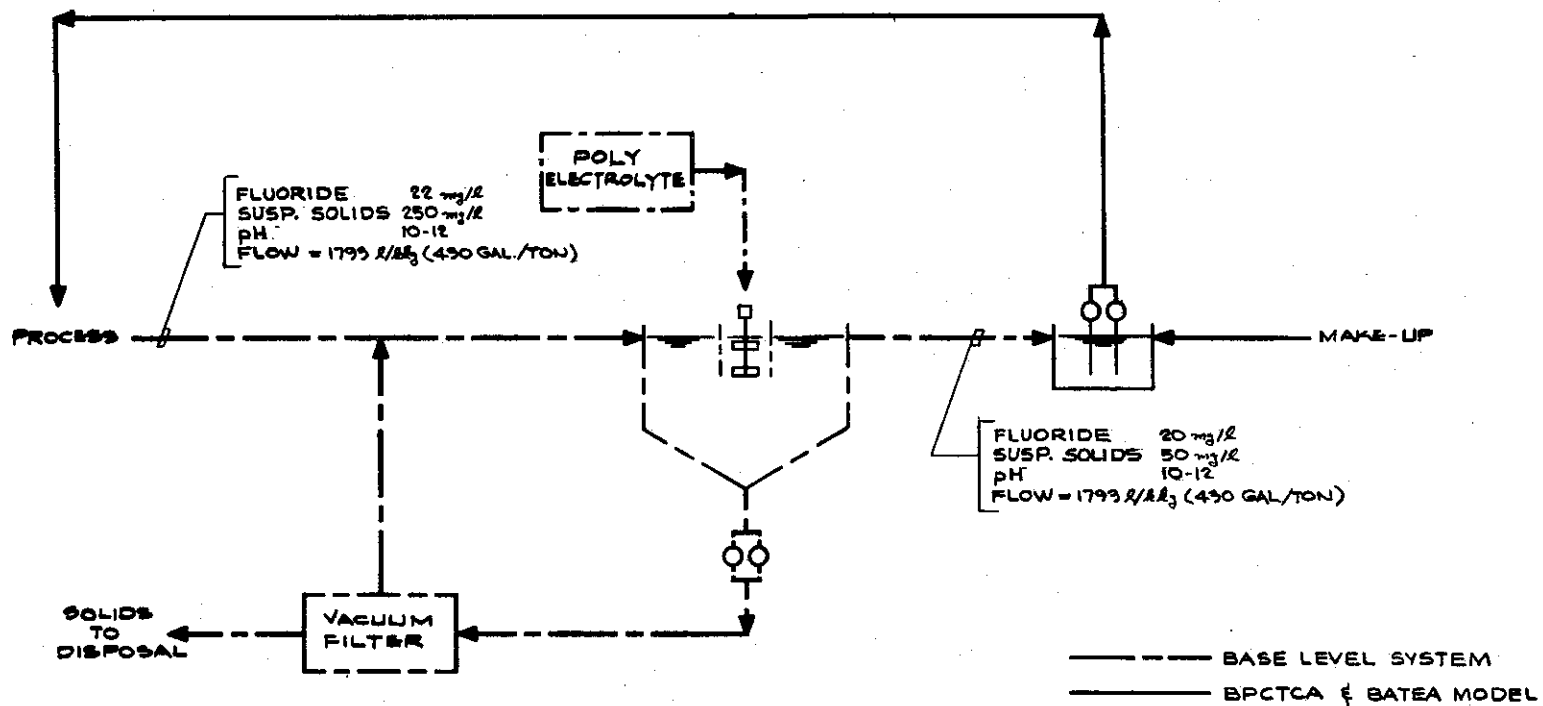 POLY
ELECTROLYTE
FLUORIDE 22 mg/l
SUSP. SOLIDS 250 mg/l
pH 10-12
FLOW = 1793 l/kkg (430 GAL./TON)
PROCESS
MAKE-UP
FLUORIDE 20 mg/l
SUSP. SOLIDS 50 mg/l
pH 10-12
FLOW = 1793 l/kkg (430 GAL/TON)
SOLIDS
TO
DISPOSAL
VACUUM
FILTER
BASE LEVEL SYSTEM
BPCTCA & BATEA MODEL